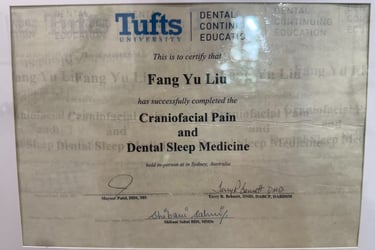 Tufts
UNIVERSITY
DENTAL
CONTINUING
EDUCATION
This is to certify that
Fang Yu Liu
has successfully completed the
Craniofacial Pain
and
Dental Sleep Medicine
held in-person at in Sydney, Australia